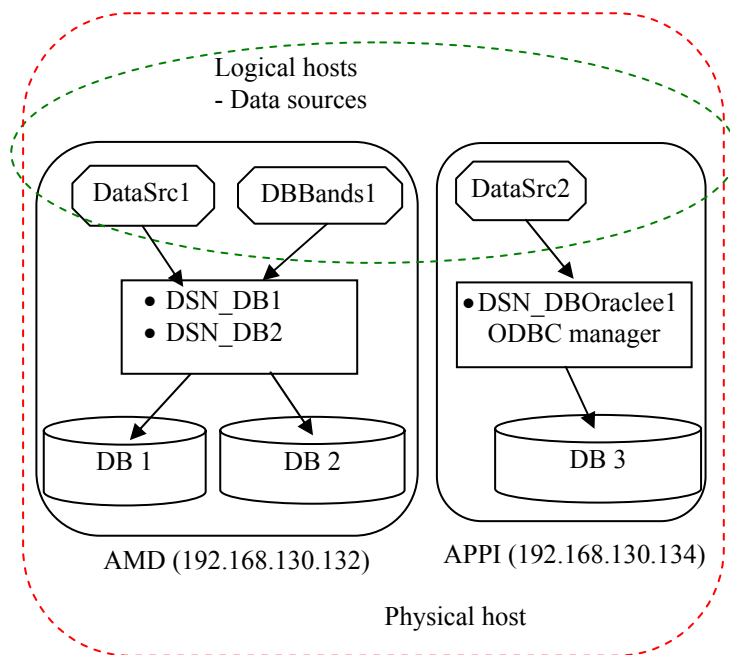 Logical hosts
- Data sources
DataSrc1
DBBands1
DataSrc2
• DSN_DB1
• DSN_DB2
•DSN_DBOraclee1
ODBC manager
DB 1
DB 2
DB 3
AMD (192.168.130.132)
APPI (192.168.130.134)
Physical host